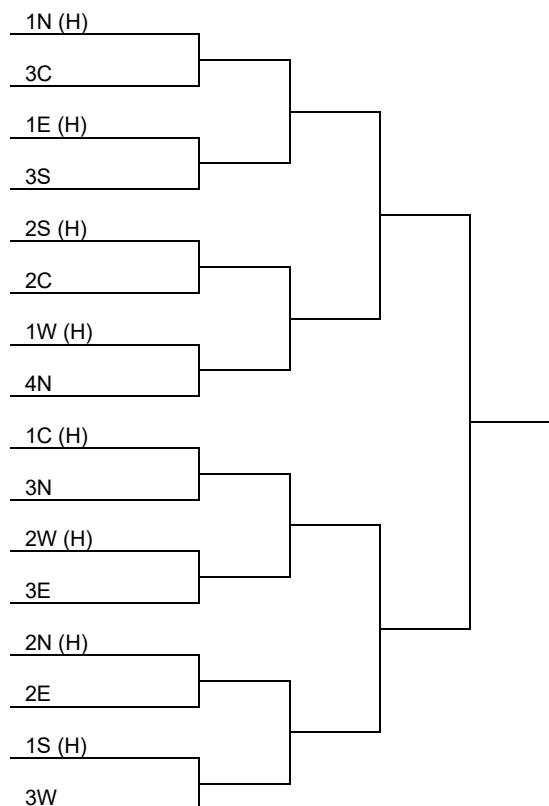 1N (H)
3C
1E (H)
3S
2S (H)
2C
1W (H)
4N
1C (H)
3N
2W (H)
3E
2N (H)
2E
1S (H)
3W